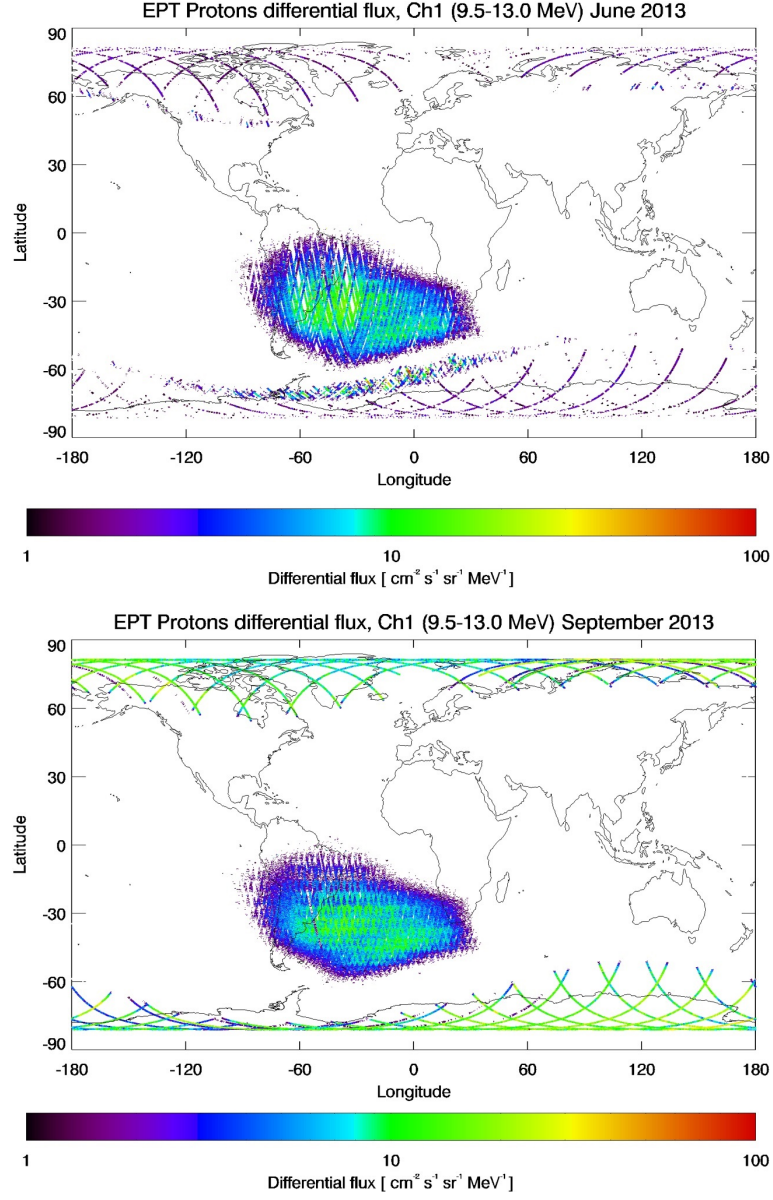 EPT Protons differential flux, Ch1 (9.5-13.0 MeV) June 2013
90
60
30
0
-30
-60
-90
Latitude
-180 -120 -60 0 60 120 180
Longitude
1 10 100
Differential flux [ cm⁻² s⁻¹ sr⁻¹ MeV⁻¹ ]
EPT Protons differential flux, Ch1 (9.5-13.0 MeV) September 2013
90
60
30
0
-30
-60
-90
Latitude
-180 -120 -60 0 60 120 180
Longitude
1 10 100
Differential flux [ cm⁻² s⁻¹ sr⁻¹ MeV⁻¹ ]